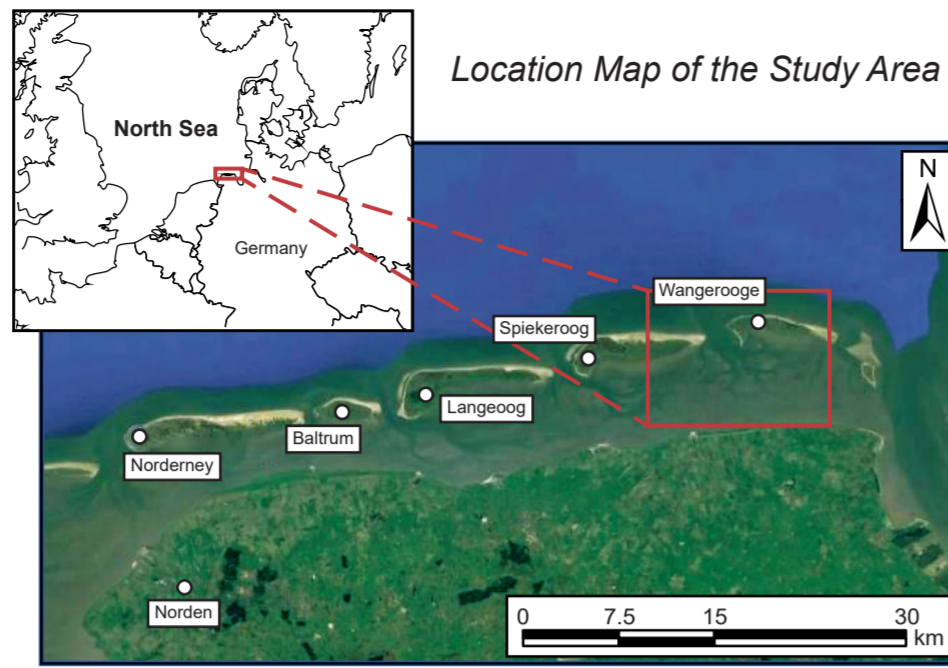 Location Map of the Study Area
North Sea
Germany
N
Wangerooge
Spiekeroog
Langeoog
Baltrum
Norderney
Norden
0 7.5 15 30
km